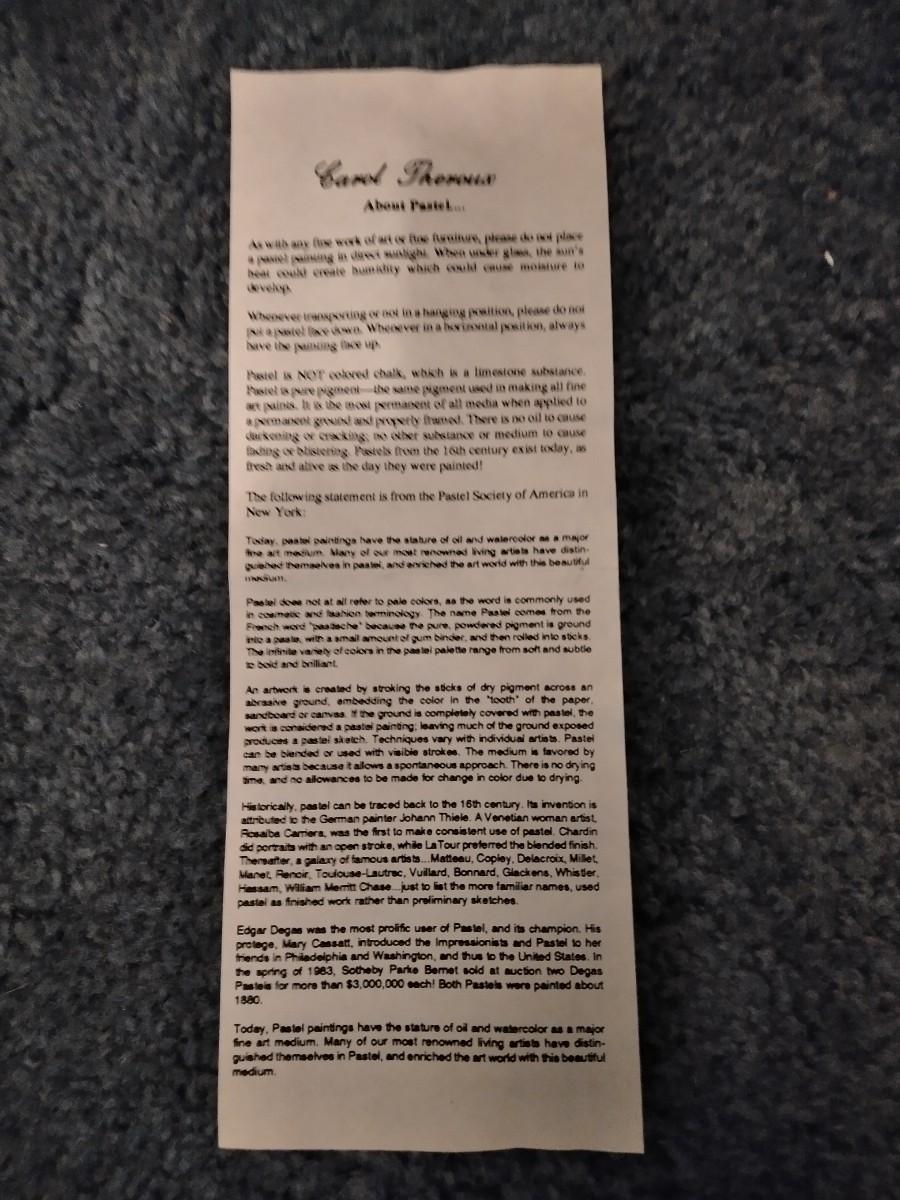 Carol Theroux
About Pastel...
As with any fine work of art or fine furniture, please do not place
a pastel painting in direct sunlight. When under glass, the sun's
heat could create humidity which could cause moisture to
develop.
Whenever transporting or not in a hanging position, please do not
put a pastel face down. Whenever in a horizontal position, always
have the painting face up.
Pastel is NOT colored chalk, which is a limestone substance.
Pastel is pure pigment—the same pigment used in making all fine
art paints. It is the most permanent of all media when applied to
a permanent ground and properly framed. There is no oil to cause
darkening or cracking; no other substance or medium to cause
fading or blistering. Pastels from the 16th century exist today, as
fresh and alive as the day they were painted!
The following statement is from the Pastel Society of America in
New York:
Today, pastel paintings have the stature of oil and watercolor as a major
fine art medium. Many of our most renowned living artists have distin-
guished themselves in pastel, and enriched the art world with this beautiful
medium.
Pastel does not at all refer to pale colors, as the word is commonly used
in cosmetic and fashion terminology. The name Pastel comes from the
French word "pastiche" because the pure, powdered pigment is ground
into a paste, with a small amount of gum binder, and then rolled into sticks.
The infinite variety of colors in the pastel palette range from soft and subtle
to bold and brilliant.
An artwork is created by stroking the sticks of dry pigment across an
abrasive ground, embedding the color in the "tooth" of the paper,
sandboard or canvas. If the ground is completely covered with pastel, the
work is considered a pastel painting; leaving much of the ground exposed
produces a pastel sketch. Techniques vary with individual artists. Pastel
can be blended or used with visible strokes. The medium is favored by
many artists because it allows a spontaneous approach. There is no drying
time, and no allowances to be made for change in color due to drying.
Historically, pastel can be traced back to the 16th century. Its invention is
attributed to the German painter Johann Thiele. A Venetian woman artist,
Rosalba Carriera, was the first to make consistent use of pastel. Chardin
did portraits with an open stroke, while La Tour preferred the blended finish.
Thereafter, a galaxy of famous artists...Matteau, Copley, Delacroix, Millet,
Manet, Renoir, Toulouse-Lautrec, Vuillard, Bonnard, Glackens, Whistler,
Hassam, William Merritt Chase...just to list the more familiar names, used
pastel as finished work rather than preliminary sketches.
Edgar Degas was the most prolific user of Pastel, and its champion. His
protege, Mary Cassatt, introduced the Impressionists and Pastel to her
friends in Philadelphia and Washington, and thus to the United States. In
the spring of 1983, Sotheby Parke Bernet sold at auction two Degas
Pastels for more than $3,000,000 each! Both Pastels were painted about
1880.
Today, Pastel paintings have the stature of oil and watercolor as a major
fine art medium. Many of our most renowned living artists have distin-
guished themselves in Pastel, and enriched the art world with this beautiful
medium.